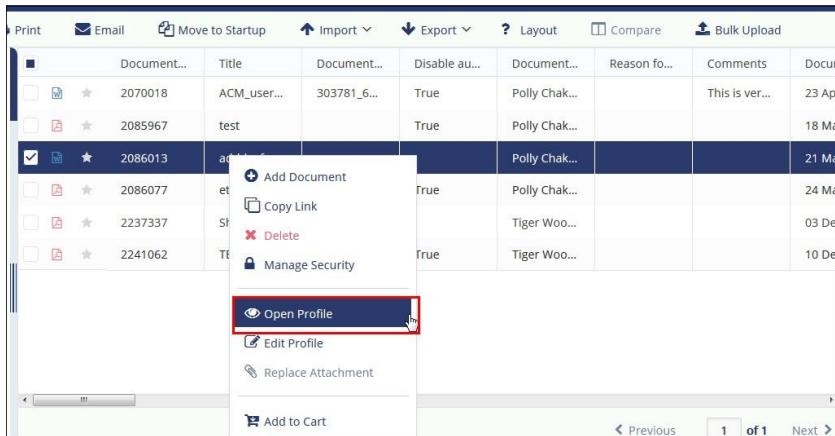 Print Email Move to Startup Import Export ? Layout Compare Bulk Upload
Document... Title Document... Disable au... Document... Reason fo... Comments
2070018 ACM_user... 303781_6... True Polly Chak... This is ver... 23 Ap
2085967 test True Polly Chak... 18 Ma
2086013 Polly Chak... 21 Ma
Add Document
2086077 et True Polly Chak... 24 Ma
Copy Link
2237337 Sh Tiger Woo... 03 De
Delete
2241062 TE True Tiger Woo... 10 De
Manage Security
Open Profile
Edit Profile
Replace Attachment
Add to Cart
Previous 1 of 1 Next